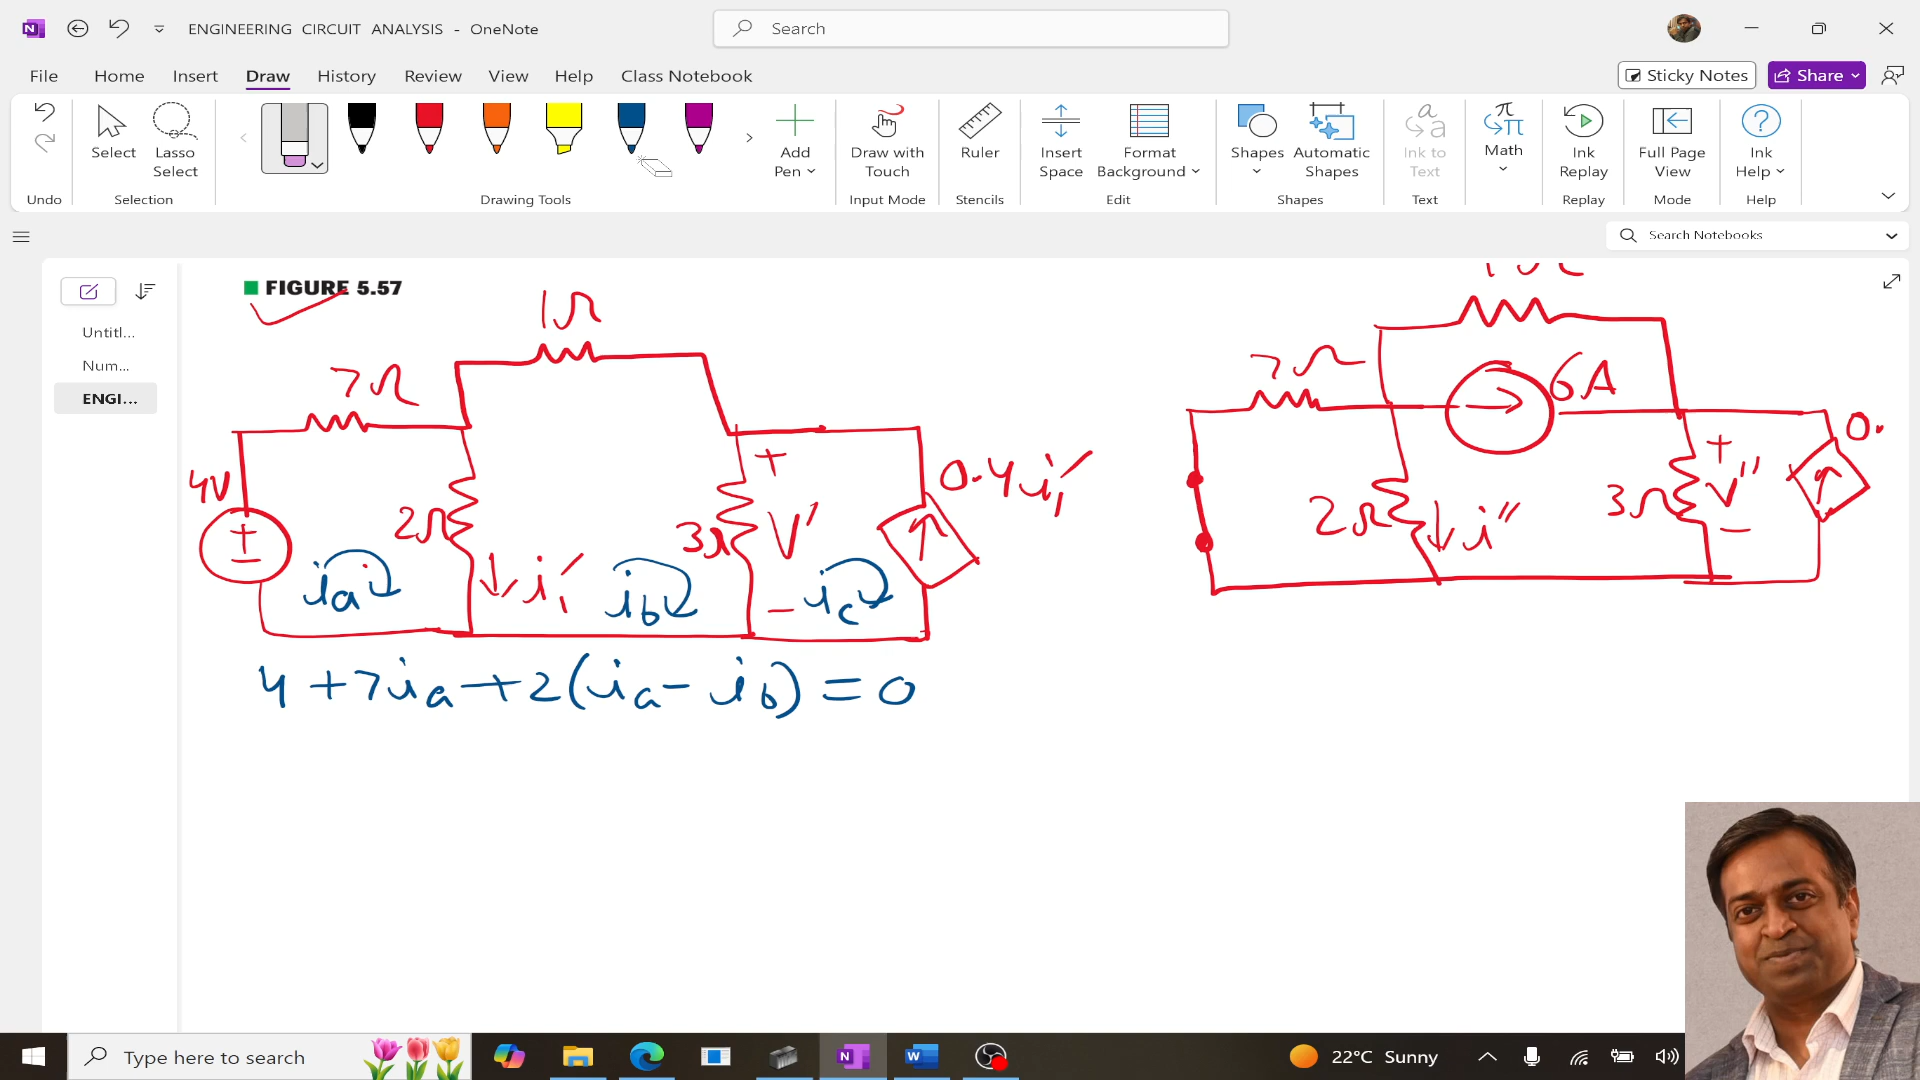 ENGINEERING CIRCUIT ANALYSIS - OneNote
Search
File Home Insert Draw History Review View Help Class Notebook
Sticky Notes Share
Select Lasso Select
Add Pen
Draw with Touch
Ruler
Insert Space
Format Background
Shapes Automatic Shapes
Ink to Text
Math
Ink Replay
Full Page View
Ink Help
Undo Selection Drawing Tools Input Mode Stencils Edit Shapes Text Replay Mode Help
Search Notebooks
FIGURE 5.57
Untitl...
Num...
ENGI...
1Ω
7Ω
4V
+
−
2Ω
↓ i₁′
3Ω
+
V′
−
0.4i₁′
ia
ib
ic
4 + 7ia + 2(ia − ib) = 0
7Ω
6A
2Ω
↓ i″
3Ω
+
V″
−
0.
Type here to search
22°C Sunny